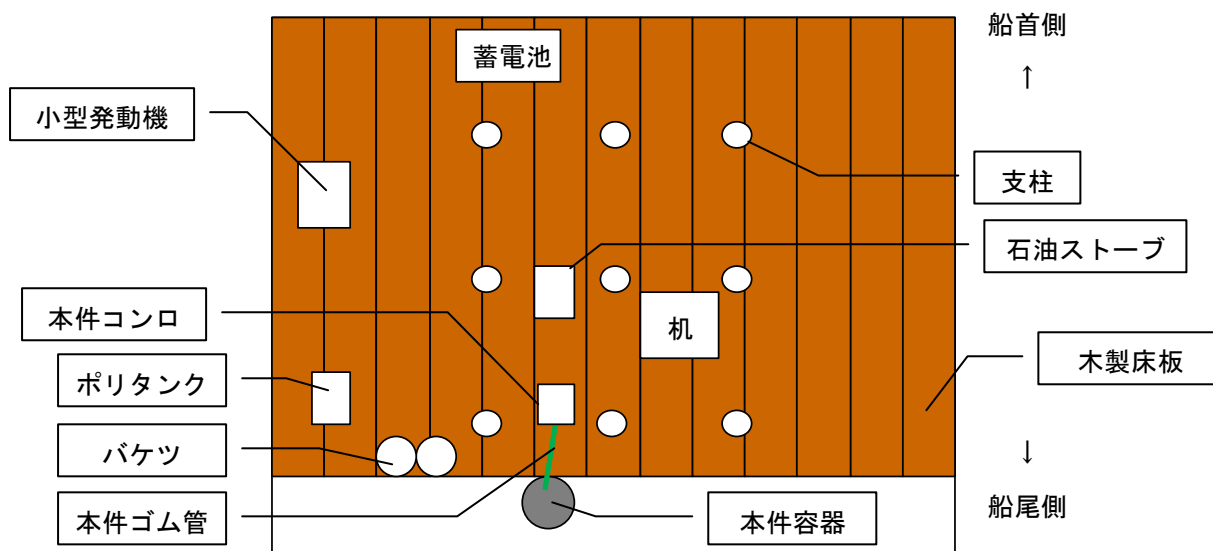 船首側
↑
蓄電池
小型発動機
支柱
石油ストーブ
本件コンロ
机
木製床板
ポリタンク
バケツ
↓
船尾側
本件ゴム管
本件容器